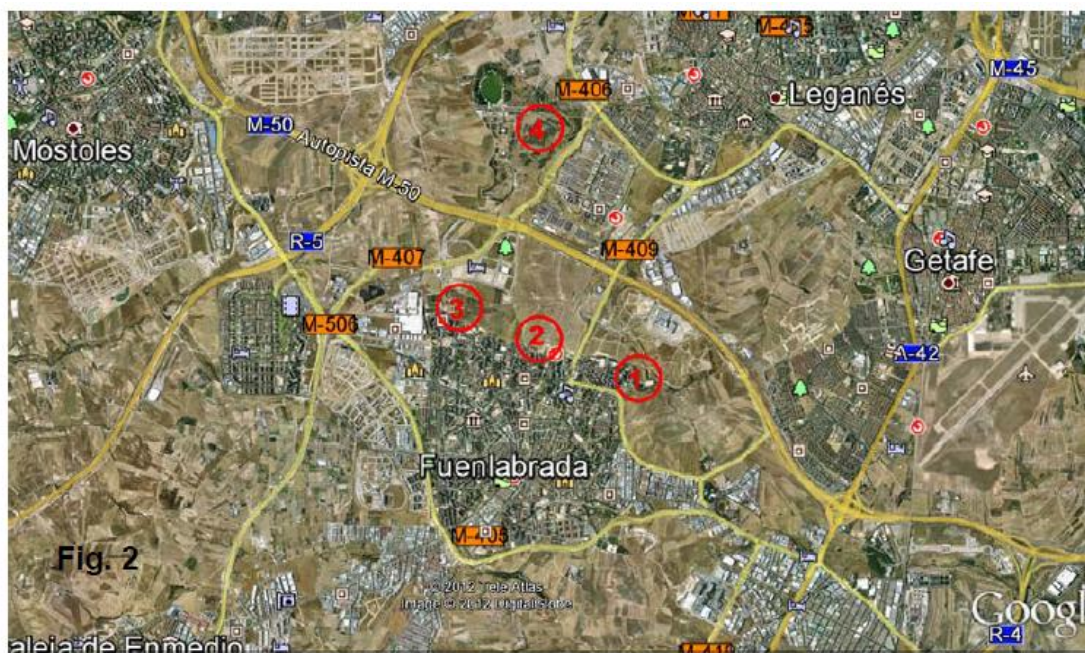 M-406
M-45
Leganés
M-50
Móstoles
Autopista M-50
4
R-5
M-407
M-409
Getafe
3
M-506
2
A-42
1
Fuenlabrada
M-405
Fig. 2
© 2012 Tele Atlas
Image © 2012 DigitalGlobe
Googl
R-4
aleja de Enmedio